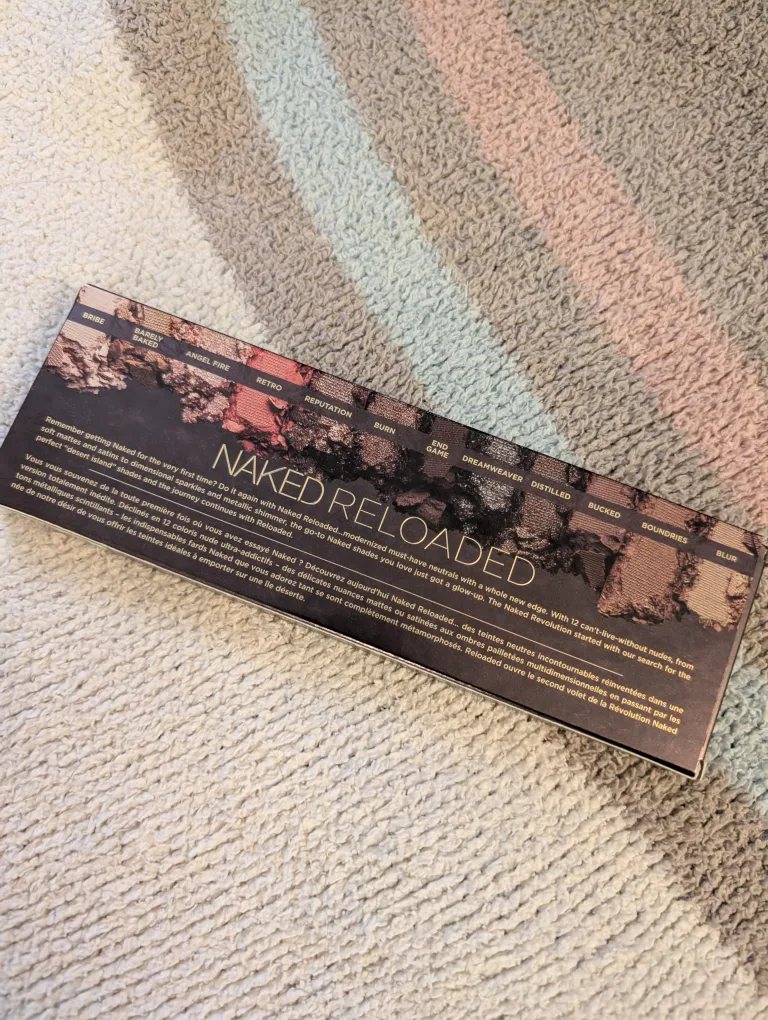 BRIBE
BARELY
BAKED
ANGEL FIRE
RETRO
REPUTATION
BURN
END
GAME
DREAMWEAVER
DISTILLED
BUCKED
BOUNDRIES
BLUR
NAKED RELOADED
Remember getting Naked for the very first time? Do it again with Naked Reloaded...modernized must-have neutrals with a whole new edge. With 12 can't-live-without nudes, from
soft mattes and satins to dimensional sparkles and metallic shimmer, the go-to Naked shades you love just got a glow-up. The Naked Revolution started with our search for the
perfect "desert island" shades and the journey continues with Reloaded.
Vous vous souvenez de la toute première fois où vous avez essayé Naked ? Découvrez aujourd'hui Naked Reloaded... des teintes neutres incontournables réinventées dans une
version totalement inédite. Déclinés en 12 coloris nude ultra-addictifs – des délicates nuances mattes ou satinées aux ombres pailletées multidimensionnelles en passant par les
tons métalliques scintillants – les indispensables fards Naked que vous adorez tant se sont complètement métamorphosés. Reloaded ouvre le second volet de la Révolution Naked
née de notre désir de vous offrir les teintes idéales à emporter sur une île déserte.